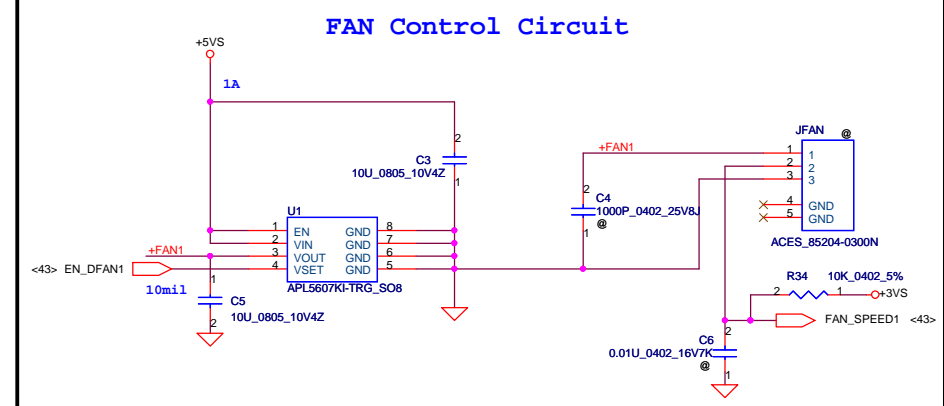 FAN Control Circuit
+5VS
1A
2
C3
10U_0805_10V4Z
1
U1
1 EN GND 8
2 VIN GND 7
3 VOUT GND 6
4 VSET GND 5
APL5607KI-TRG_SO8
+FAN1
<43> EN_DFAN1
10mil
1
C5
10U_0805_10V4Z
2
+FAN1
2
C4
1000P_0402_25V8J
@
1
JFAN @
1 1
2 2
3 3
4 GND
5 GND
ACES_85204-0300N
R34 10K_0402_5%
2 1 +3VS
FAN_SPEED1 <43>
2
C6
0.01U_0402_16V7K
@
1